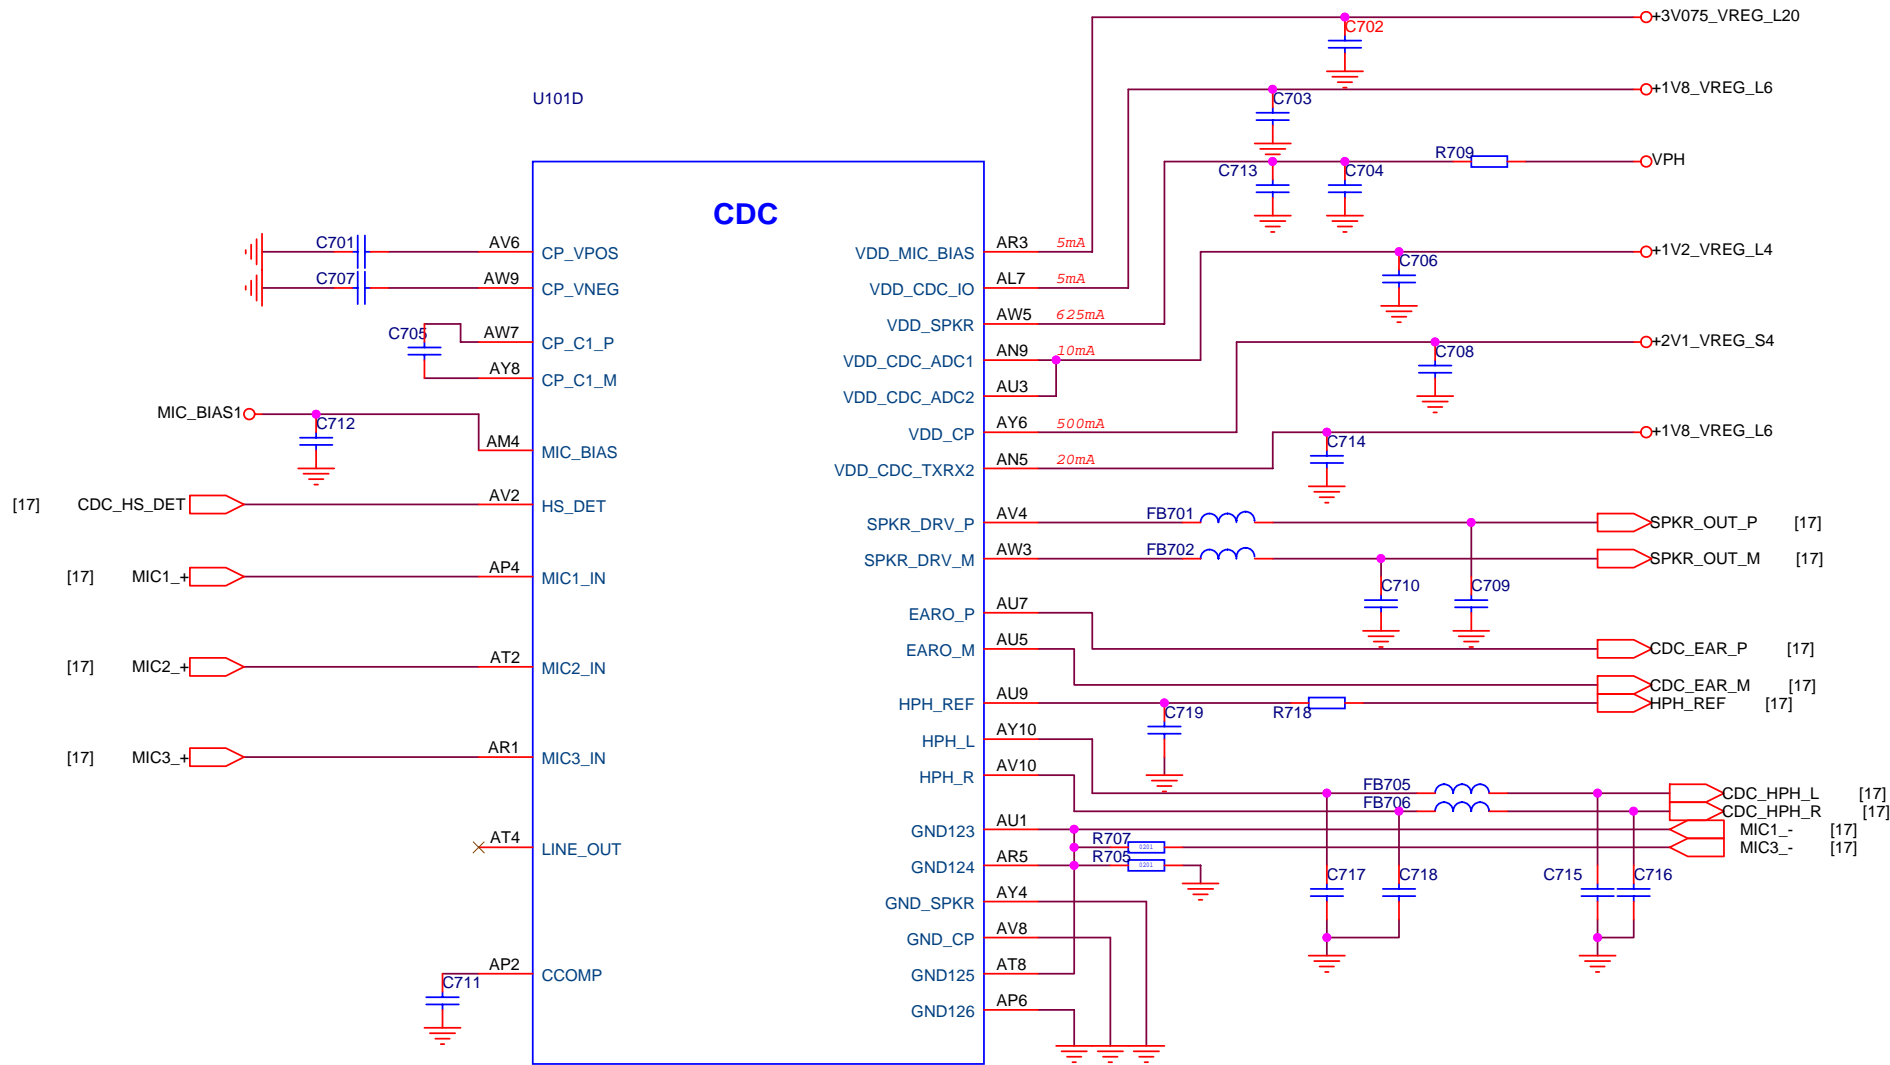 +3V075_VREG_L20
C702
+1V8_VREG_L6
C703
U101D
R709
VPH
C713
C704
CDC
C701
AV6
CP_VPOS
VDD_MIC_BIAS
AR3
5mA
+1V2_VREG_L4
C706
C707
AW9
CP_VNEG
VDD_CDC_IO
AL7
5mA
VDD_SPKR
AW5
625mA
C705
AW7
CP_C1_P
VDD_CDC_ADC1
AN9
10mA
+2V1_VREG_S4
C708
AY8
CP_C1_M
VDD_CDC_ADC2
AU3
MIC_BIAS1
C712
VDD_CP
AY6
500mA
+1V8_VREG_L6
C714
AM4
MIC_BIAS
VDD_CDC_TXRX2
AN5
20mA
[17]
CDC_HS_DET
AV2
HS_DET
SPKR_DRV_P
AV4
FB701
SPKR_OUT_P
[17]
SPKR_DRV_M
AW3
FB702
SPKR_OUT_M
[17]
[17]
MIC1_+
AP4
MIC1_IN
C710
C709
EARO_P
AU7
EARO_M
AU5
CDC_EAR_P
[17]
[17]
MIC2_+
AT2
MIC2_IN
CDC_EAR_M
[17]
HPH_REF
AU9
C719
R718
HPH_REF
[17]
HPH_L
AY10
[17]
MIC3_+
AR1
MIC3_IN
HPH_R
AV10
FB705
CDC_HPH_L
[17]
FB706
CDC_HPH_R
[17]
GND123
AU1
MIC1_-
[17]
AT4
LINE_OUT
R707
0201
MIC3_-
[17]
GND124
AR5
R705
0201
C717
C718
C715
C716
GND_SPKR
AY4
GND_CP
AV8
AP2
CCOMP
C711
GND125
AT8
GND126
AP6